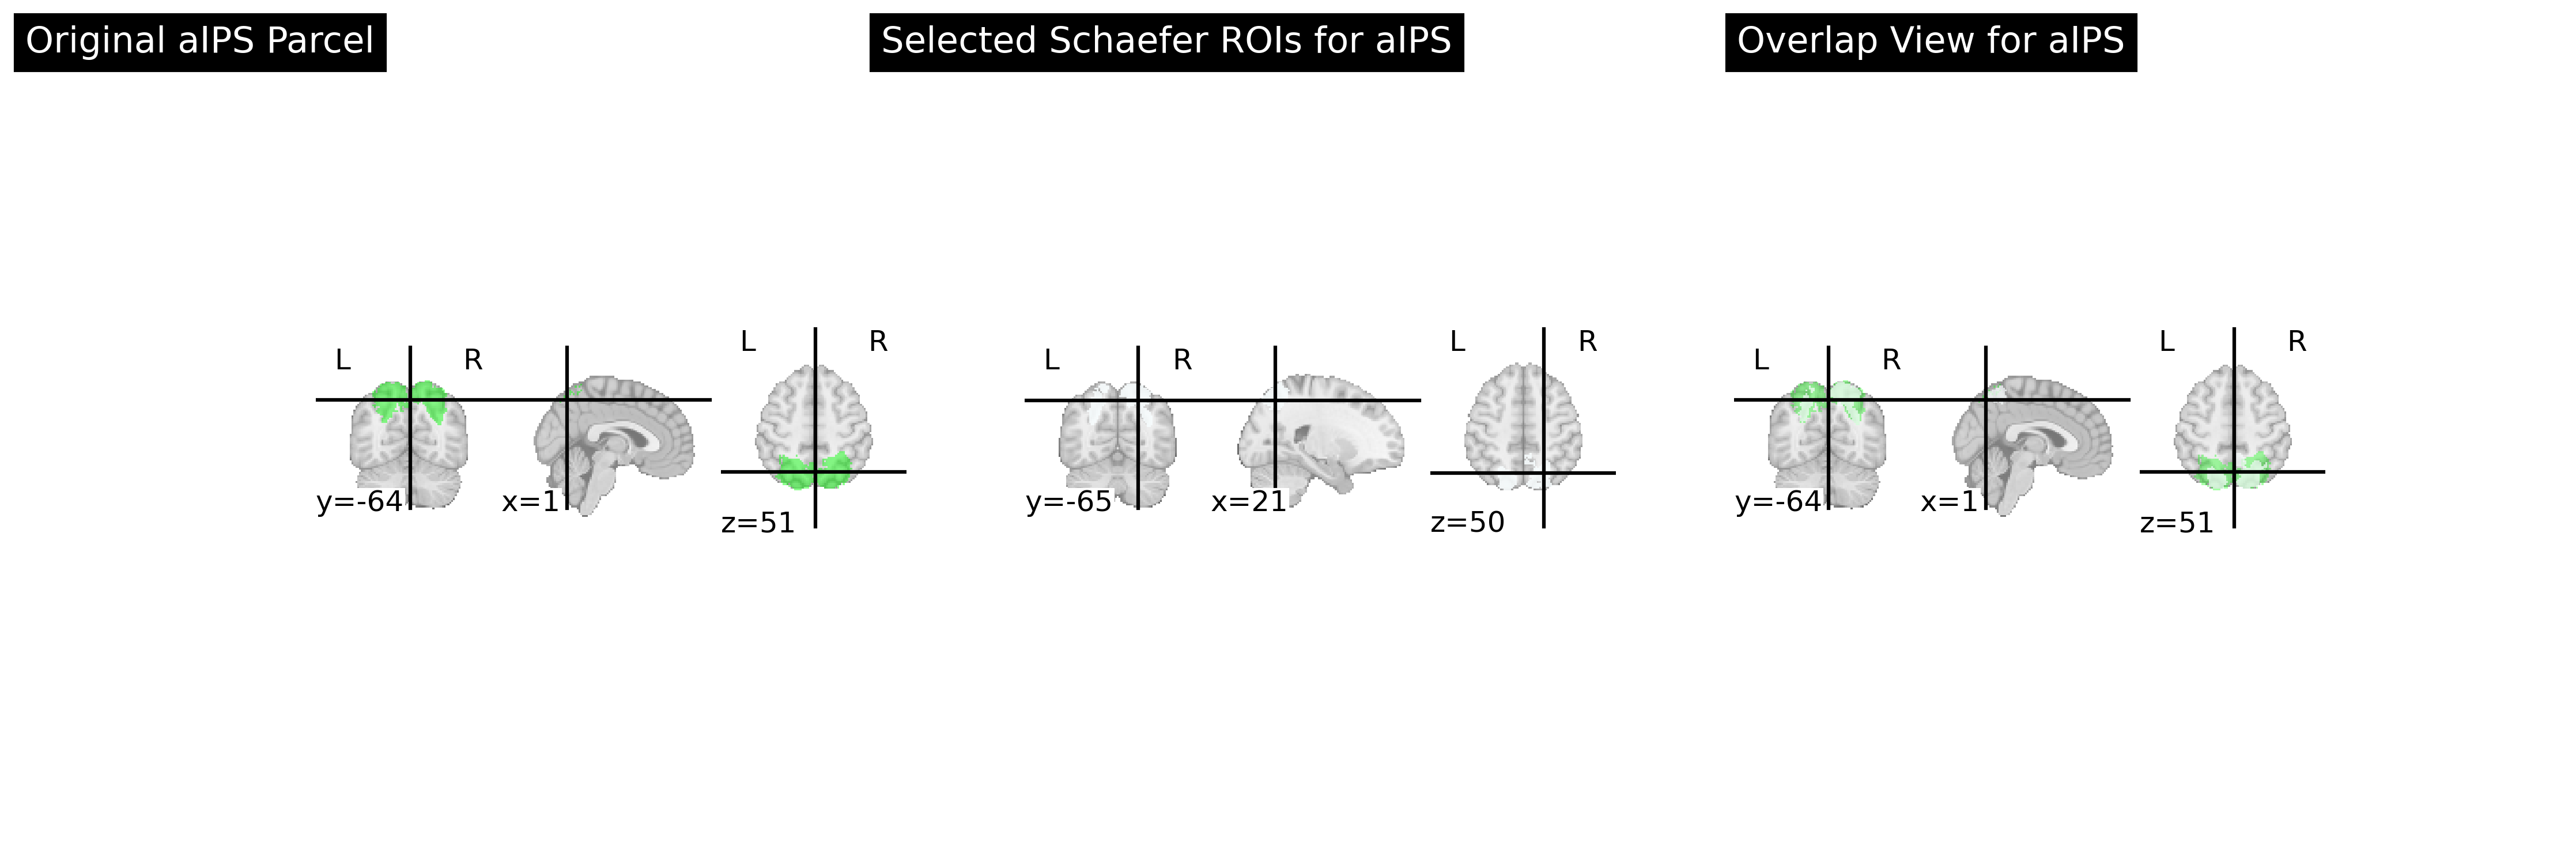 Original aIPS Parcel
Selected Schaefer ROIs for aIPS
Overlap View for aIPS
L R
y=-64
x=1
L R
z=51
L R
y=-65
x=21
L R
z=50
L R
y=-64
x=1
L R
z=51